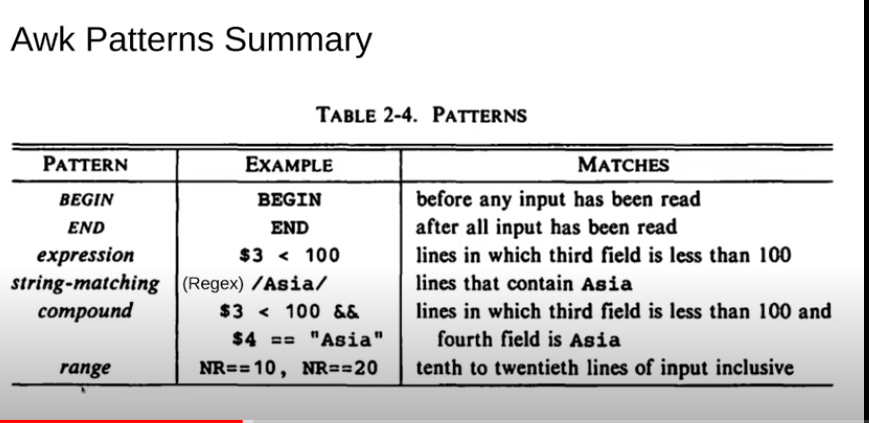 Awk Patterns Summary
TABLE 2-4. PATTERNS
PATTERN EXAMPLE MATCHES
BEGIN BEGIN before any input has been read
END END after all input has been read
expression $3 < 100 lines in which third field is less than 100
string-matching (Regex) /Asia/ lines that contain Asia
compound $3 < 100 && lines in which third field is less than 100 and
$4 == "Asia" fourth field is Asia
range NR==10, NR==20 tenth to twentieth lines of input inclusive